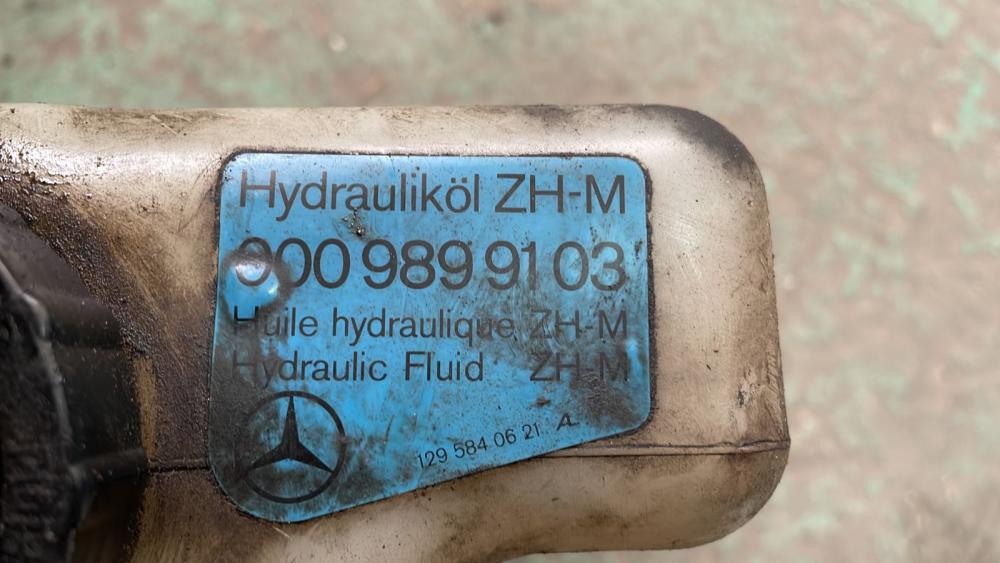 Hydrauliköl ZH-M
000 989 91 03
Huile hydraulique ZH-M
Hydraulic Fluid ZH-M
129 584 06 21 A